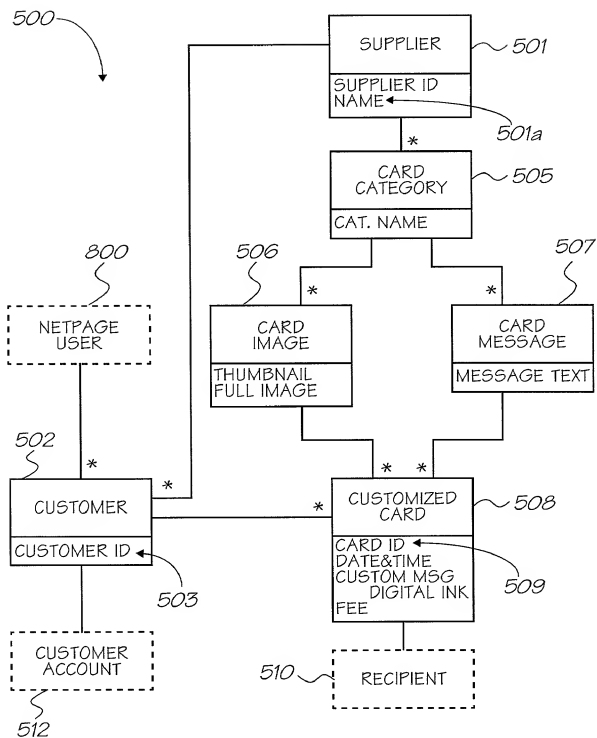 500
SUPPLIER
501
SUPPLIER ID
NAME
501a
*
CARD
CATEGORY
505
CAT. NAME
800
506
507
*
*
NETPAGE
USER
CARD
IMAGE
CARD
MESSAGE
THUMBNAIL
FULL IMAGE
MESSAGE TEXT
502
*
*
*
*
*
CUSTOMER
CUSTOMIZED
CARD
508
CUSTOMER ID
503
CARD ID
DATE&TIME
CUSTOM MSG
DIGITAL INK
FEE
509
CUSTOMER
ACCOUNT
512
510
RECIPIENT